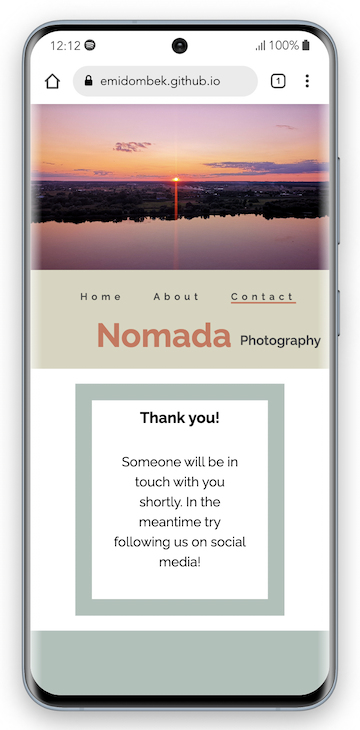 12:12 100%
emidombek.github.io 1
Home About Contact
Nomada Photography
Thank you!
Someone will be in
touch with you
shortly. In the
meantime try
following us on social
media!